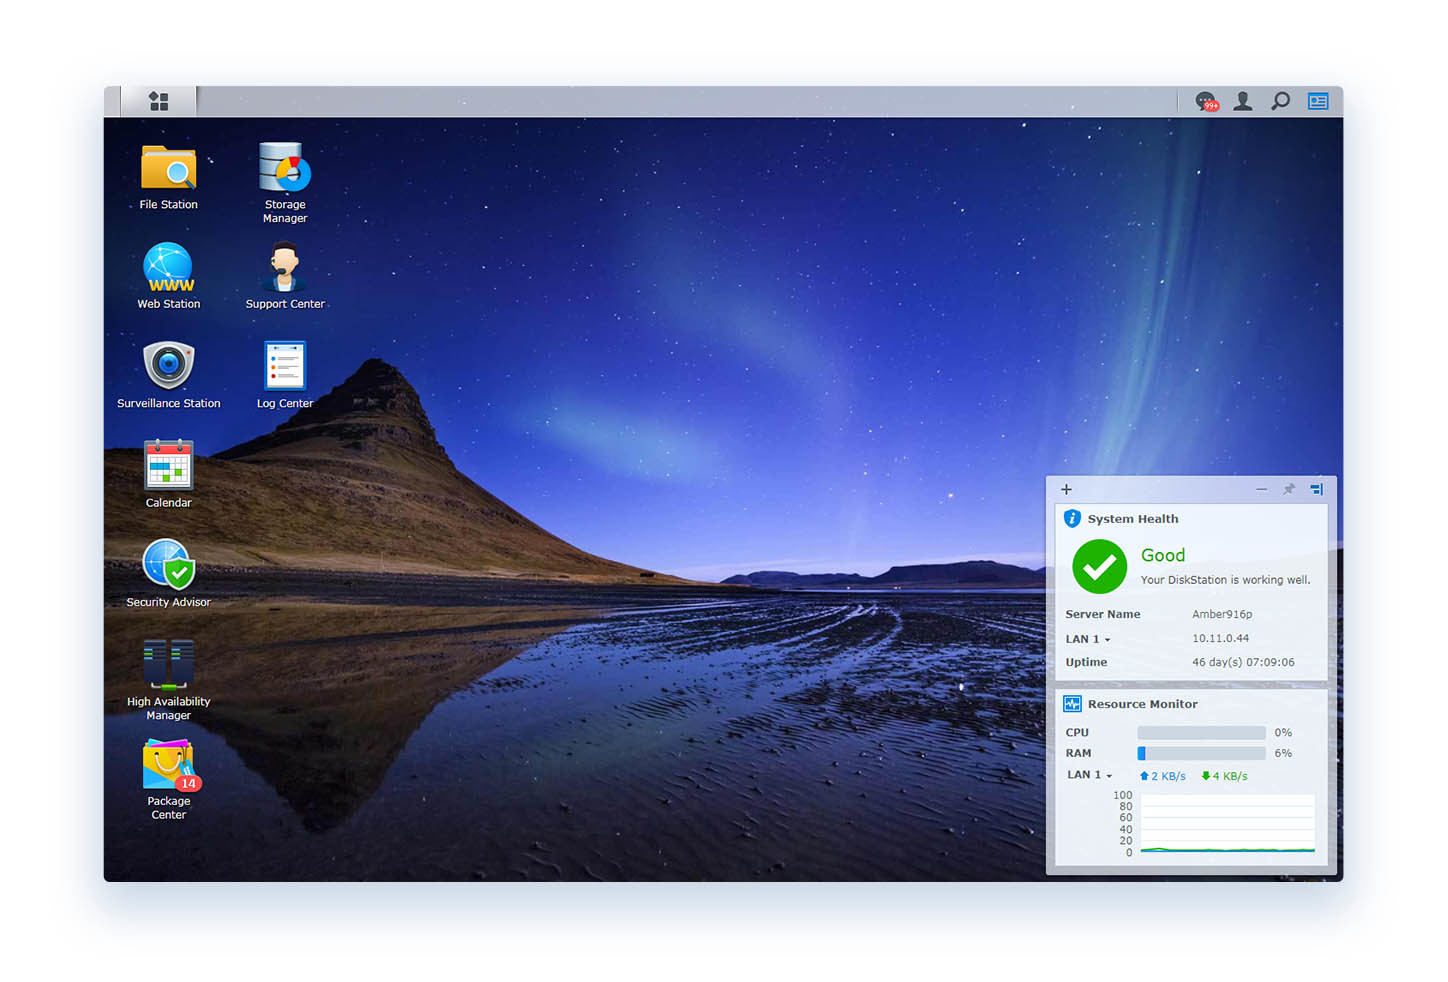 99+
File Station
Storage
Manager
WWW
Web Station
Support Center
Surveillance Station
Log Center
Calendar
Security Advisor
High Availability
Manager
14
Package
Center
System Health
Good
Your DiskStation is working well.
Server Name Amber916p
LAN 1 10.11.0.44
Uptime 46 day(s) 07:09:06
Resource Monitor
CPU 0%
RAM 6%
LAN 1 2 KB/s 4 KB/s
100
80
60
40
20
0